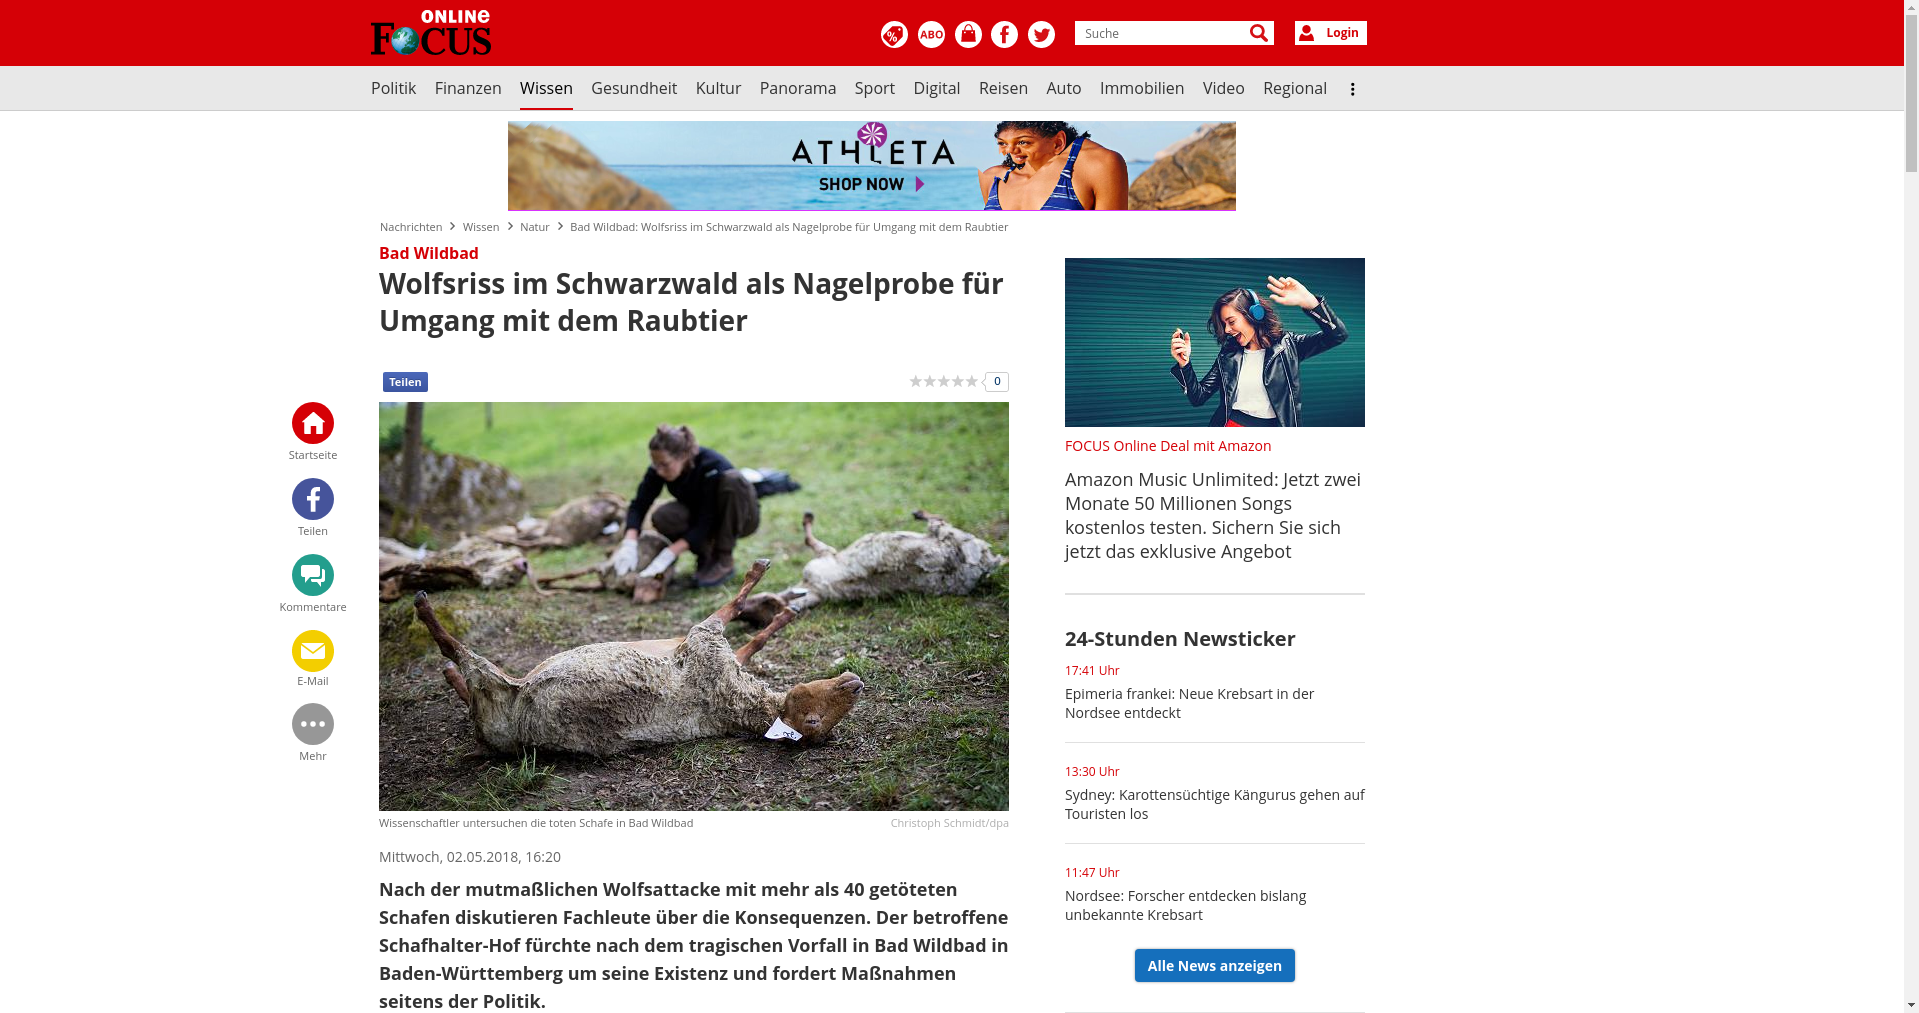 ONLINE
FOCUS
%
ABO
Suche
Login
Politik Finanzen Wissen Gesundheit Kultur Panorama Sport Digital Reisen Auto Immobilien Video Regional
ATHLETA
SHOP NOW
Nachrichten Wissen Natur Bad Wildbad: Wolfsriss im Schwarzwald als Nagelprobe für Umgang mit dem Raubtier
Bad Wildbad
Wolfsriss im Schwarzwald als Nagelprobe für
Umgang mit dem Raubtier
Teilen
0
Startseite
Teilen
Kommentare
E-Mail
Mehr
Wissenschaftler untersuchen die toten Schafe in Bad Wildbad
Christoph Schmidt/dpa
Mittwoch, 02.05.2018, 16:20
Nach der mutmaßlichen Wolfsattacke mit mehr als 40 getöteten
Schafen diskutieren Fachleute über die Konsequenzen. Der betroffene
Schafhalter-Hof fürchte nach dem tragischen Vorfall in Bad Wildbad in
Baden-Württemberg um seine Existenz und fordert Maßnahmen
seitens der Politik.
FOCUS Online Deal mit Amazon
Amazon Music Unlimited: Jetzt zwei
Monate 50 Millionen Songs
kostenlos testen. Sichern Sie sich
jetzt das exklusive Angebot
24-Stunden Newsticker
17:41 Uhr
Epimeria frankei: Neue Krebsart in der
Nordsee entdeckt
13:30 Uhr
Sydney: Karottensüchtige Kängurus gehen auf
Touristen los
11:47 Uhr
Nordsee: Forscher entdecken bislang
unbekannte Krebsart
Alle News anzeigen